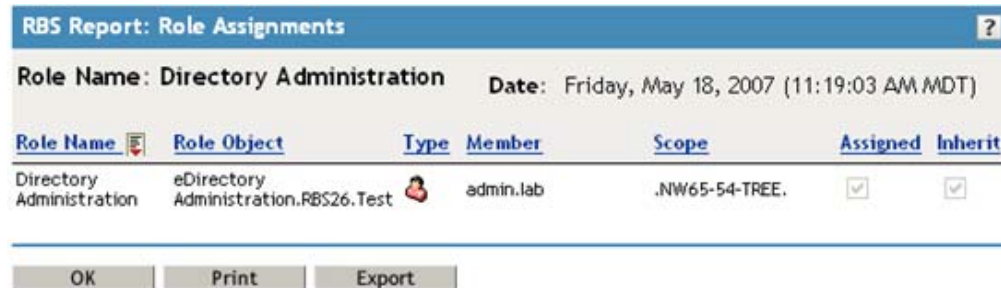 RBS Report: Role Assignments ?
Role Name: Directory Administration Date: Friday, May 18, 2007 (11:19:03 AM MDT)
Role Name Role Object Type Member Scope Assigned Inherit
Directory Administration eDirectory Administration.RBS26.Test admin.lab .NW65-54-TREE.
OK Print Export